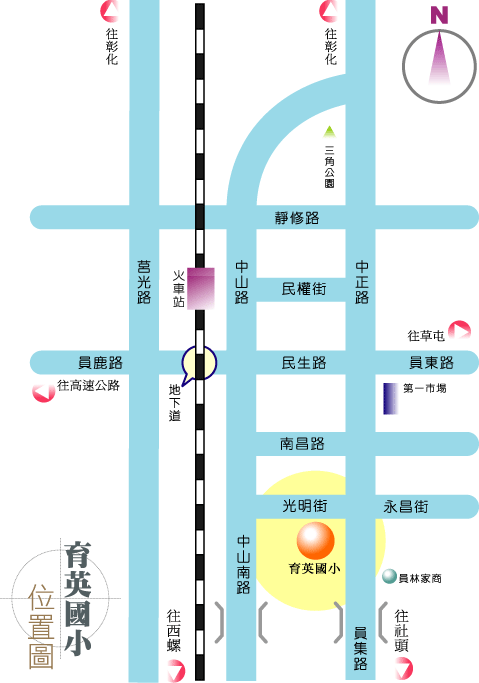 往彰化
往彰化
N
三角公園
靜修路
莒光路
火車站
中山路
中正路
民權街
往草屯
員鹿路
民生路
員東路
往高速公路
地下道
第一市場
南昌路
光明街
永昌街
育英國小
中山南路
員林家商
育英國小
位置圖
往西螺
往社頭
員集路